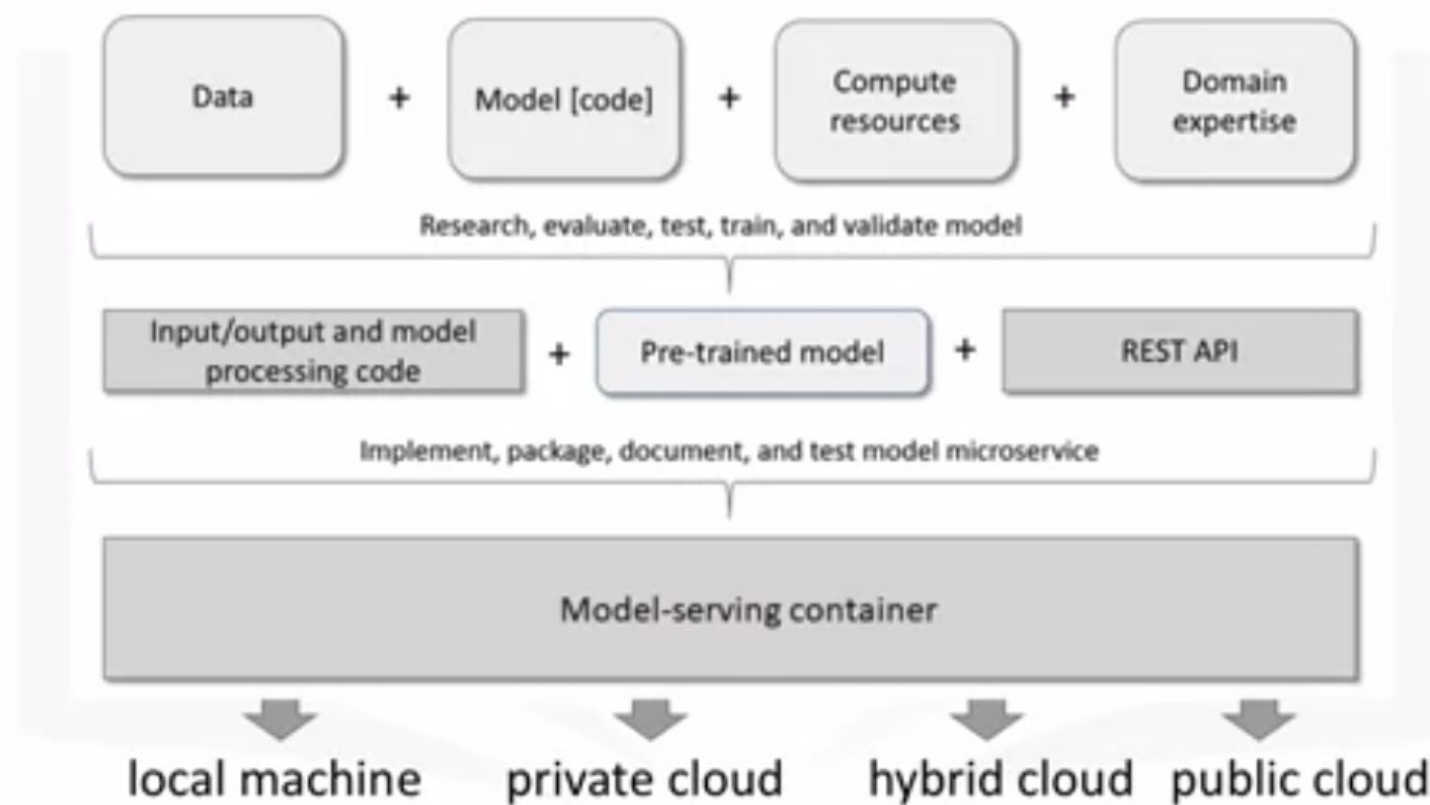 Data + Model [code] + Compute resources + Domain expertise
Research, evaluate, test, train, and validate model
Input/output and model processing code + Pre-trained model + REST API
Implement, package, document, and test model microservice
Model-serving container
local machine private cloud hybrid cloud public cloud